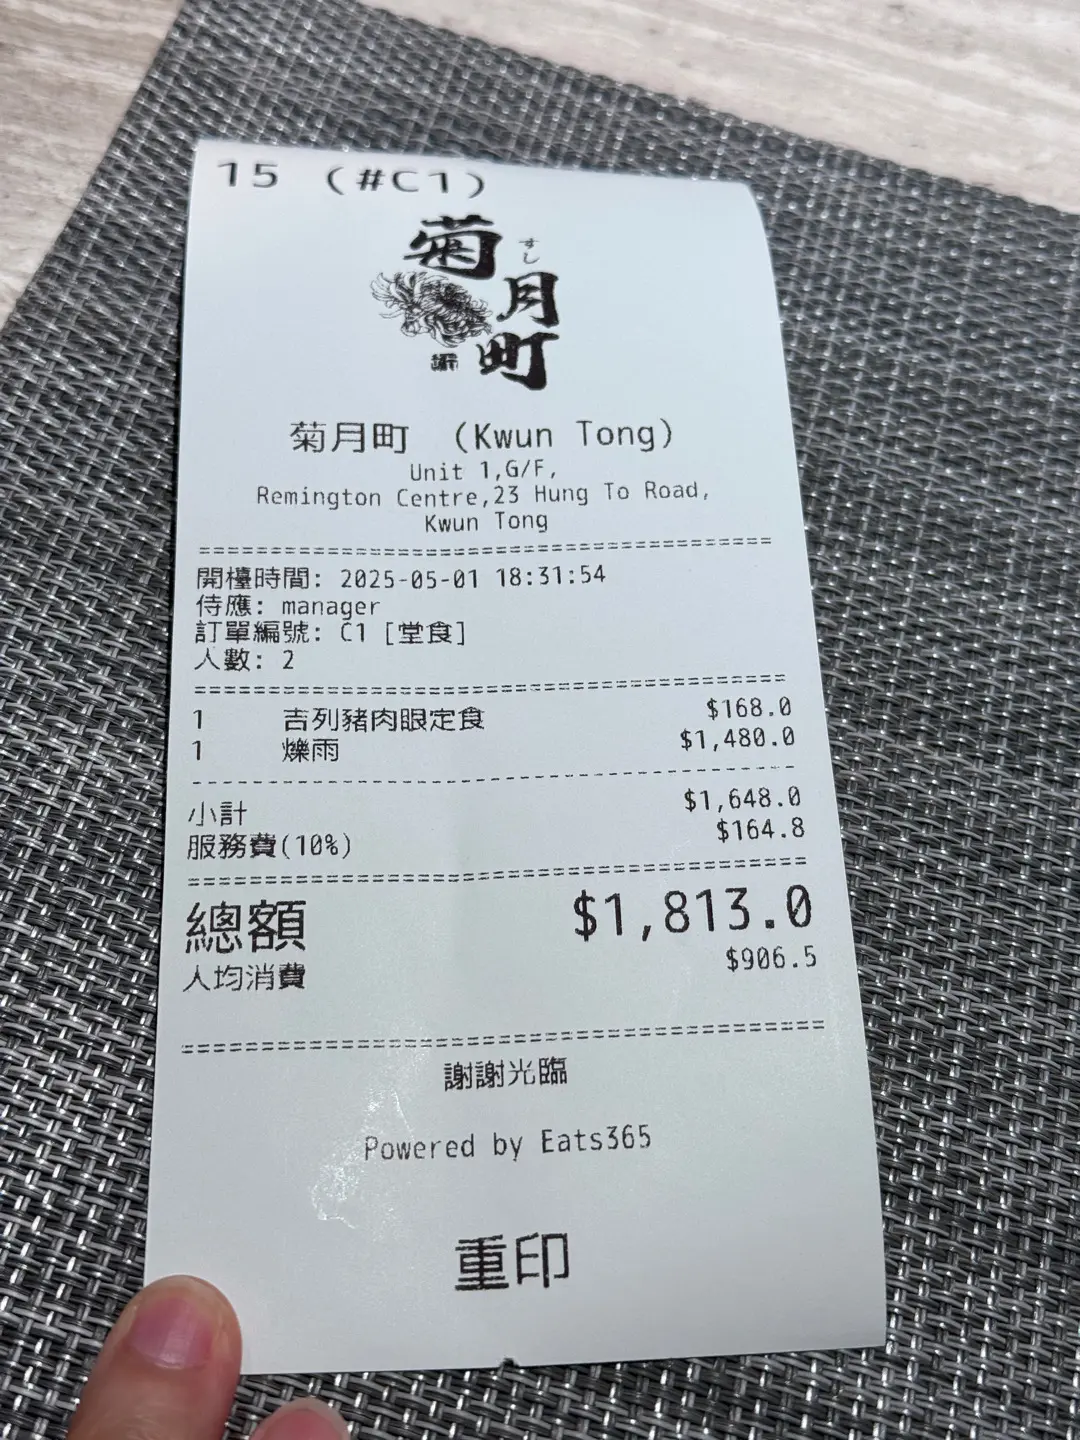 15 (#C1)
菊
すし
月
町
菊月町 (Kwun Tong)
Unit 1,G/F,
Remington Centre,23 Hung To Road,
Kwun Tong
================================================
開檯時間: 2025-05-01 18:31:54
侍應: manager
訂單編號: C1 [堂食]
人數: 2
================================================
1 吉列豬肉眼定食 $168.0
1 爍雨 $1,480.0
------------------------------------------------
小計 $1,648.0
服務費(10%) $164.8
================================================
總額 $1,813.0
人均消費 $906.5
================================================
謝謝光臨
Powered by Eats365
重印